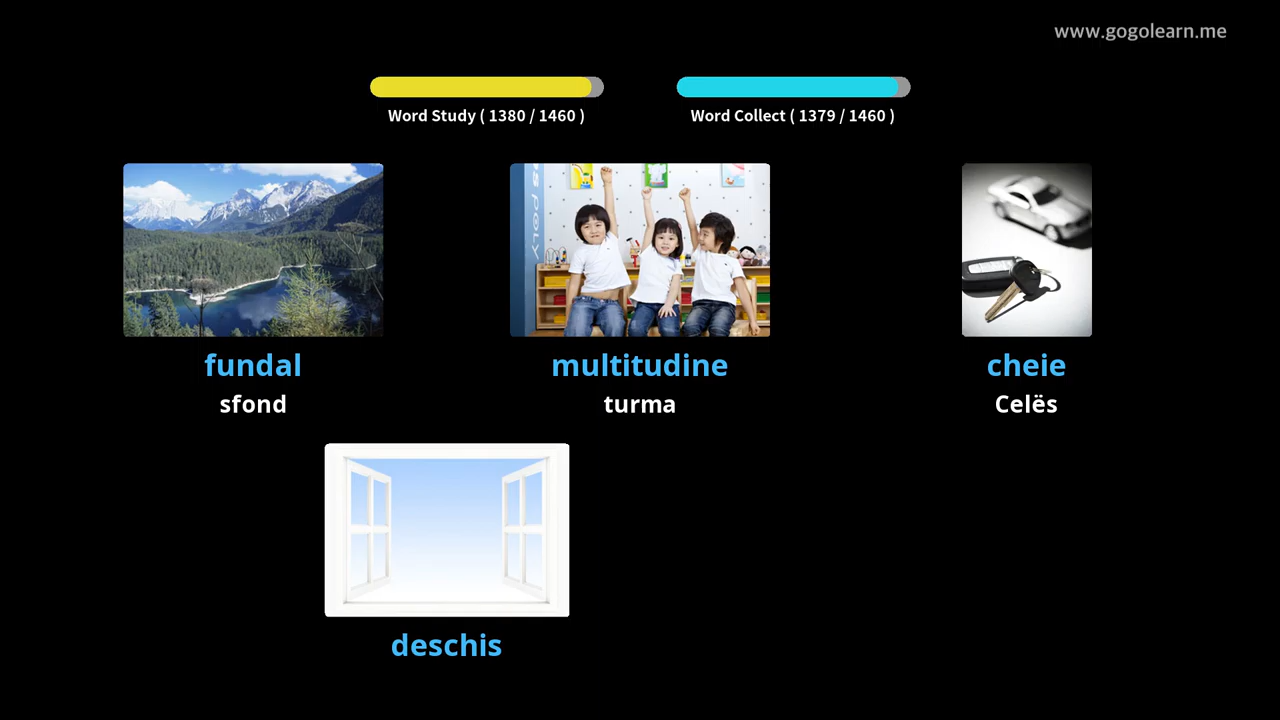 www.gogolearn.me
Word Study ( 1380 / 1460 )
Word Collect ( 1379 / 1460 )
fundal
sfond
multitudine
turma
cheie
Celës
deschis